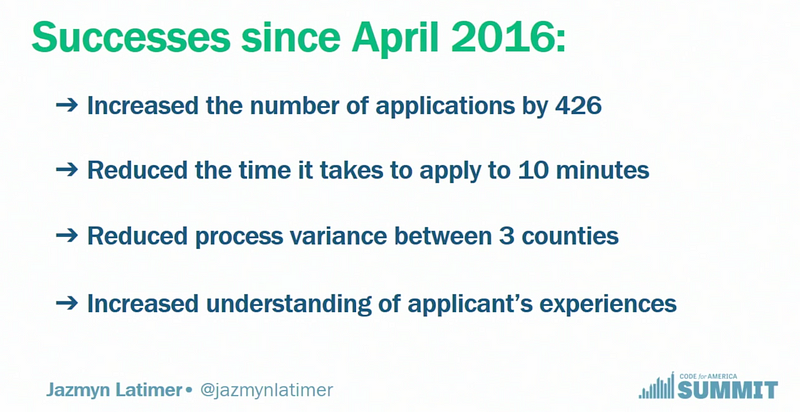 Successes since April 2016:
➔ Increased the number of applications by 426
➔ Reduced the time it takes to apply to 10 minutes
➔ Reduced process variance between 3 counties
➔ Increased understanding of applicant’s experiences
Jazmyn Latimer • @jazmynlatimer
CODE for AMERICA
SUMMIT